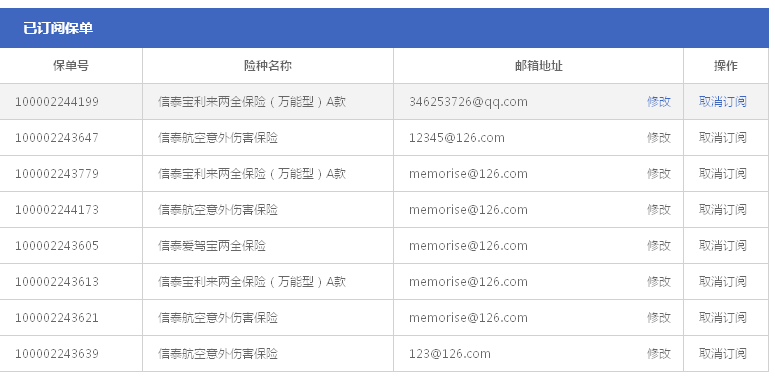 已订阅保单
保单号 险种名称 邮箱地址 操作
100002244199 信泰宝利来两全保险（万能型）A款 346253726@qq.com 修改 取消订阅
100002243647 信泰航空意外伤害保险 12345@126.com 修改 取消订阅
100002243779 信泰宝利来两全保险（万能型）A款 memorise@126.com 修改 取消订阅
100002244173 信泰航空意外伤害保险 memorise@126.com 修改 取消订阅
100002243605 信泰爱驾宝两全保险 memorise@126.com 修改 取消订阅
100002243613 信泰宝利来两全保险（万能型）A款 memorise@126.com 修改 取消订阅
100002243621 信泰航空意外伤害保险 memorise@126.com 修改 取消订阅
100002243639 信泰航空意外伤害保险 123@126.com 修改 取消订阅